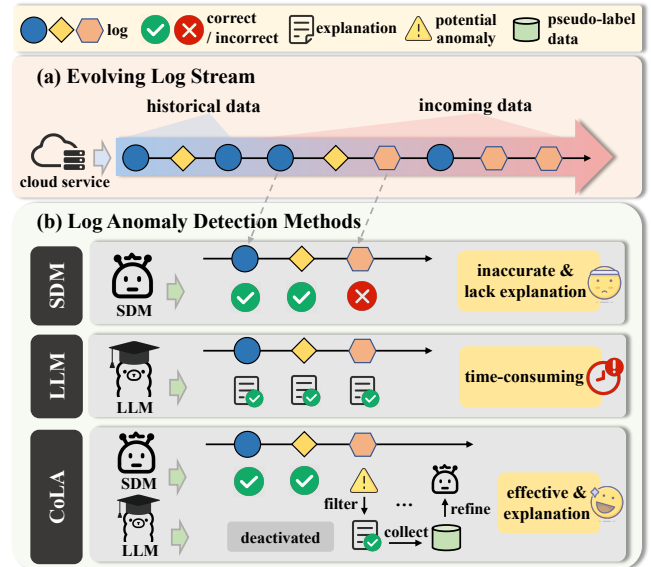 log
correct
/ incorrect
explanation
potential
anomaly
pseudo-label
data
(a) Evolving Log Stream
historical data
incoming data
cloud service
(b) Log Anomaly Detection Methods
SDM
SDM
inaccurate &
lack explanation
LLM
LLM
time-consuming
CoLA
SDM
LLM
deactivated
filter
...
collect
refine
effective &
explanation